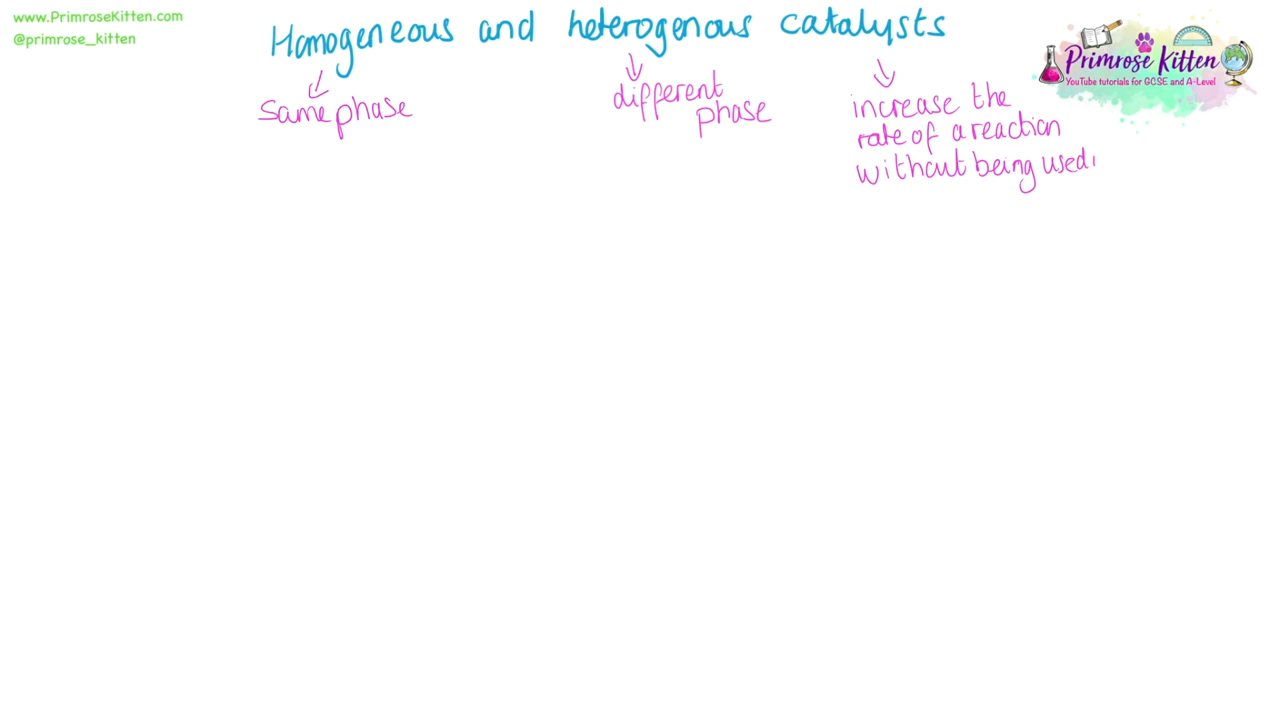 www.PrimroseKitten.com
@primrose_kitten
Homogeneous and heterogenous catalysts
Same phase
different
phase
increase the
rate of a reaction
without being used
Primrose Kitten
YouTube tutorials for GCSE and A-Level